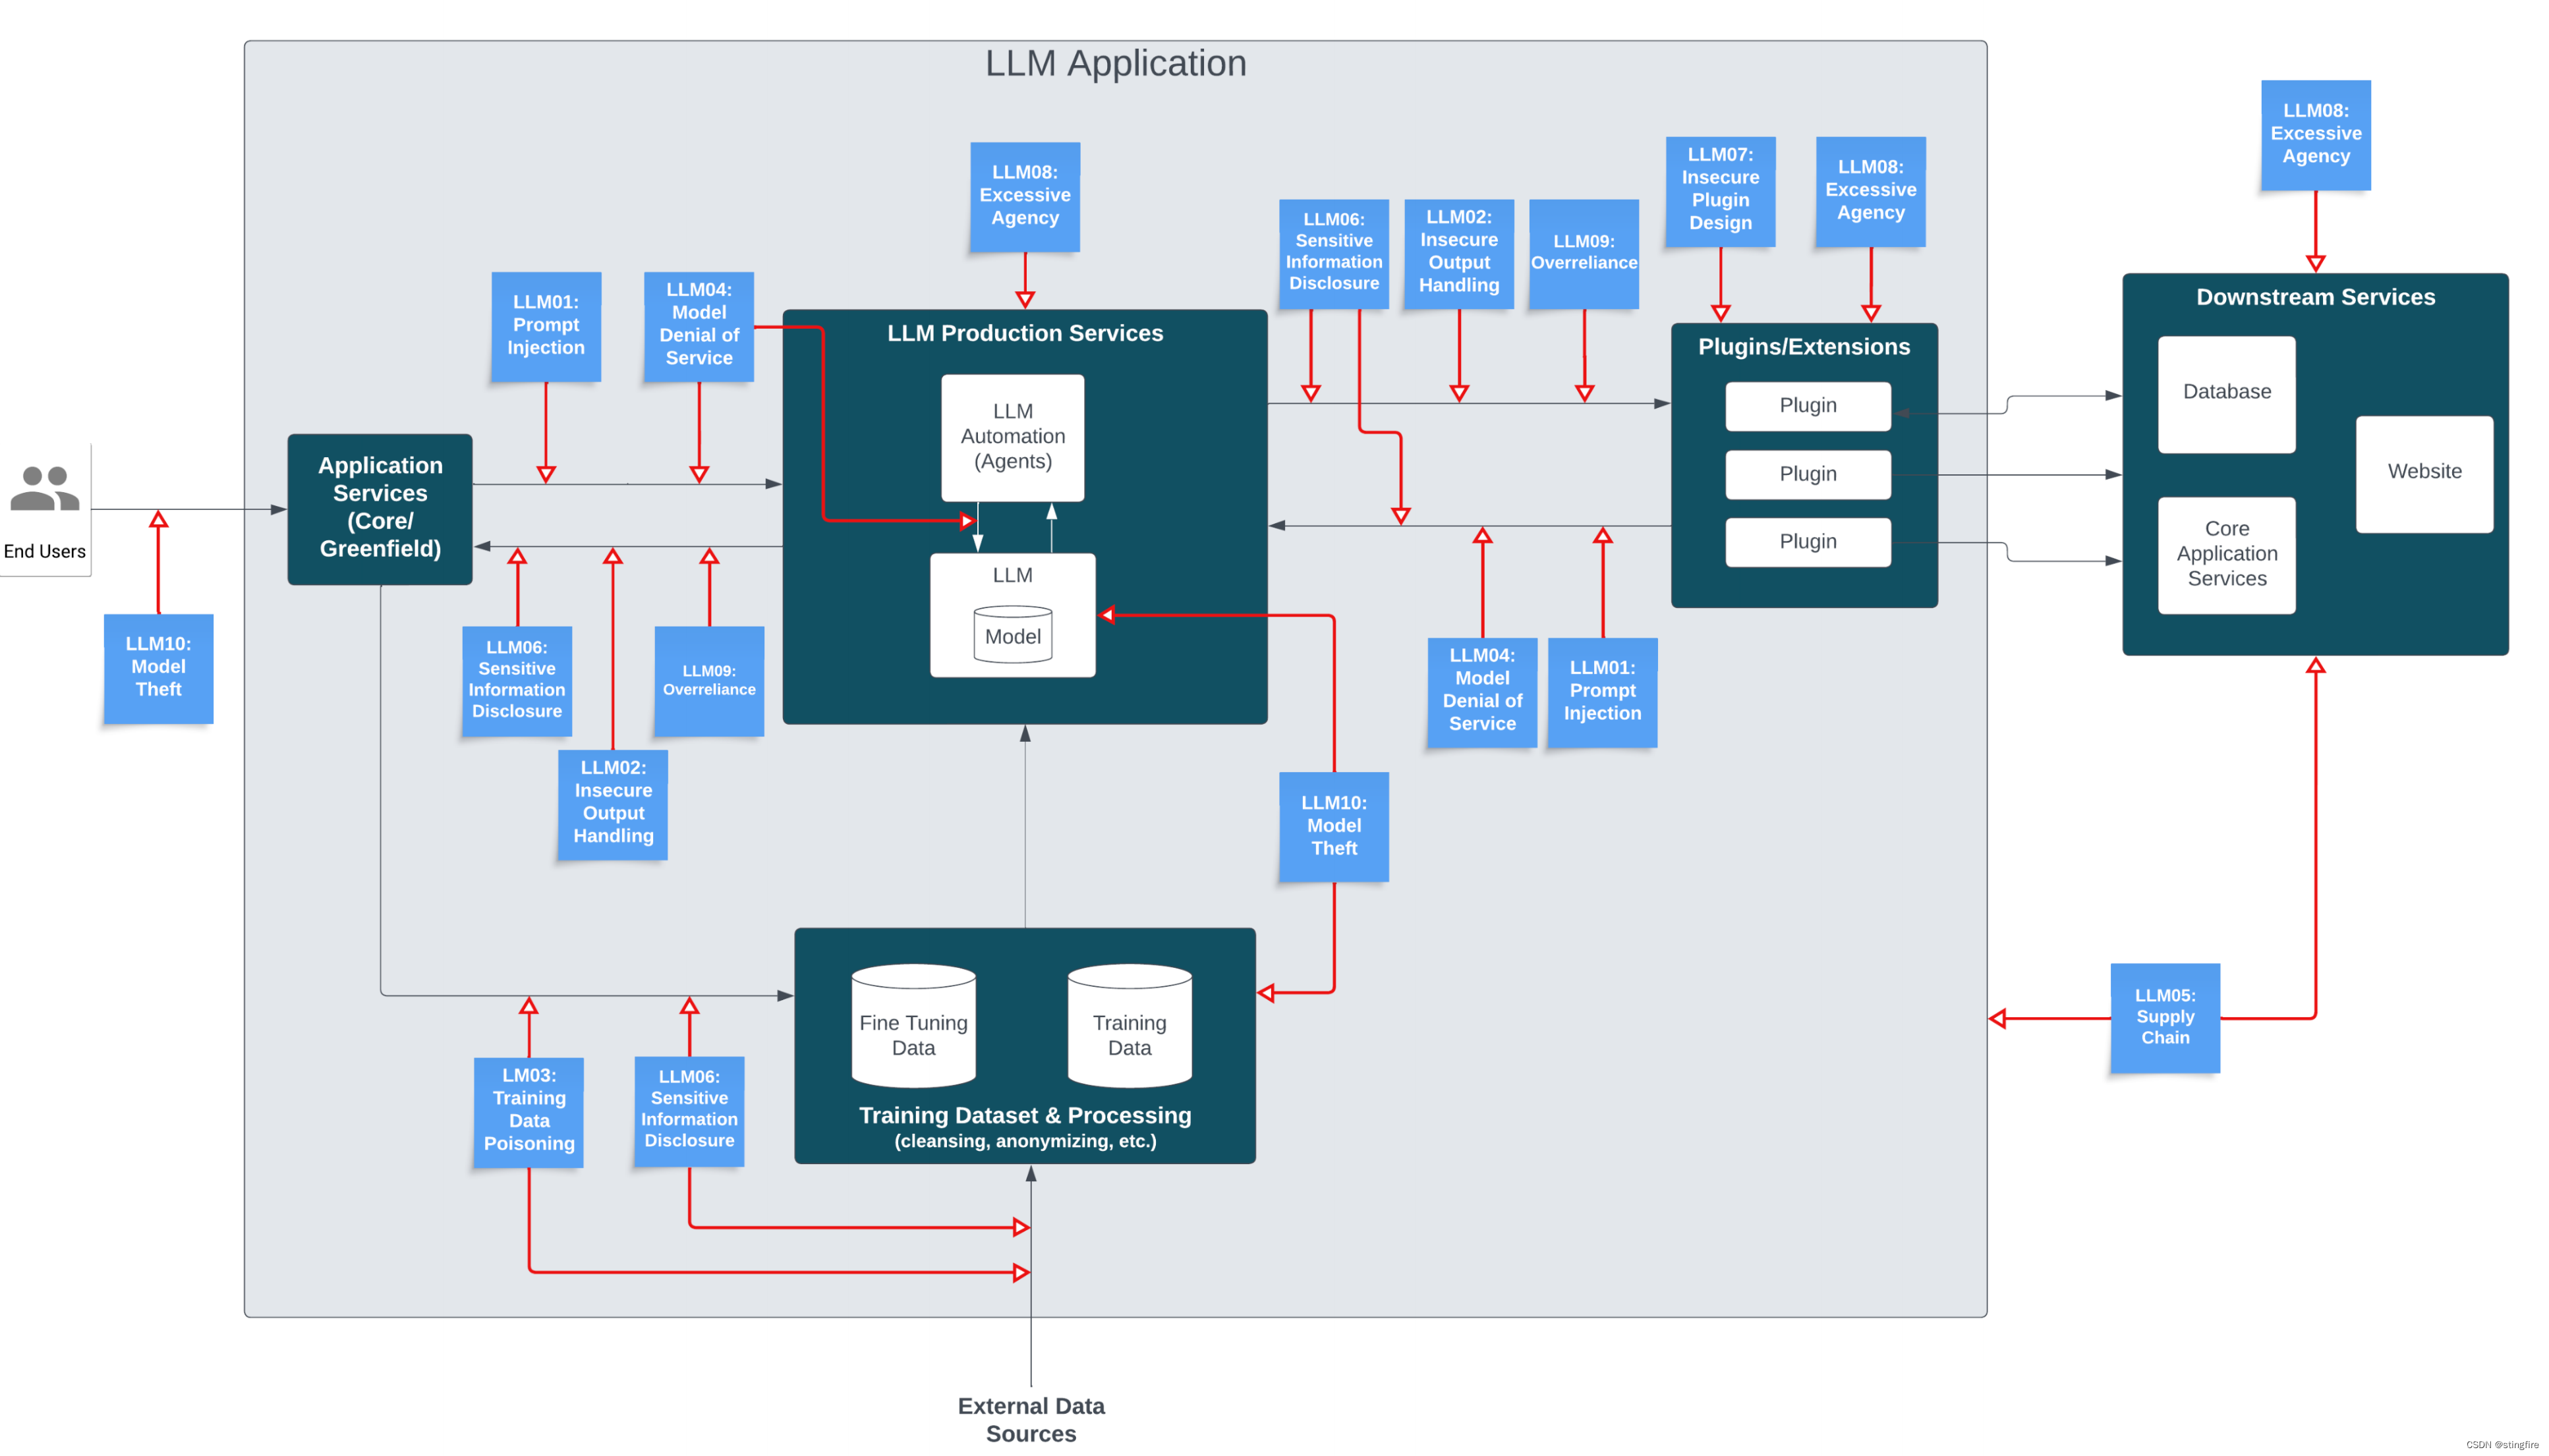 LLM Application
LLM08:
Excessive
Agency
LLM07:
Insecure
Plugin
Design
LLM08:
Excessive
Agency
LLM08:
Excessive
Agency
LLM06:
Sensitive
Information
Disclosure
LLM02:
Insecure
Output
Handling
LLM09:
Overreliance
LLM01:
Prompt
Injection
LLM04:
Model
Denial of
Service
LLM Production Services
LLM
Automation
(Agents)
LLM
Model
Plugins/Extensions
Plugin
Plugin
Plugin
Downstream Services
Database
Website
Core
Application
Services
Application
Services
(Core/
Greenfield)
End Users
LLM10:
Model
Theft
LLM06:
Sensitive
Information
Disclosure
LLM09:
Overreliance
LLM02:
Insecure
Output
Handling
LLM04:
Model
Denial of
Service
LLM01:
Prompt
Injection
LLM10:
Model
Theft
Fine Tuning
Data
Training
Data
Training Dataset & Processing
(cleansing, anonymizing, etc.)
LM03:
Training
Data
Poisoning
LLM06:
Sensitive
Information
Disclosure
LLM05:
Supply
Chain
External Data
Sources
CSDN @stingfire